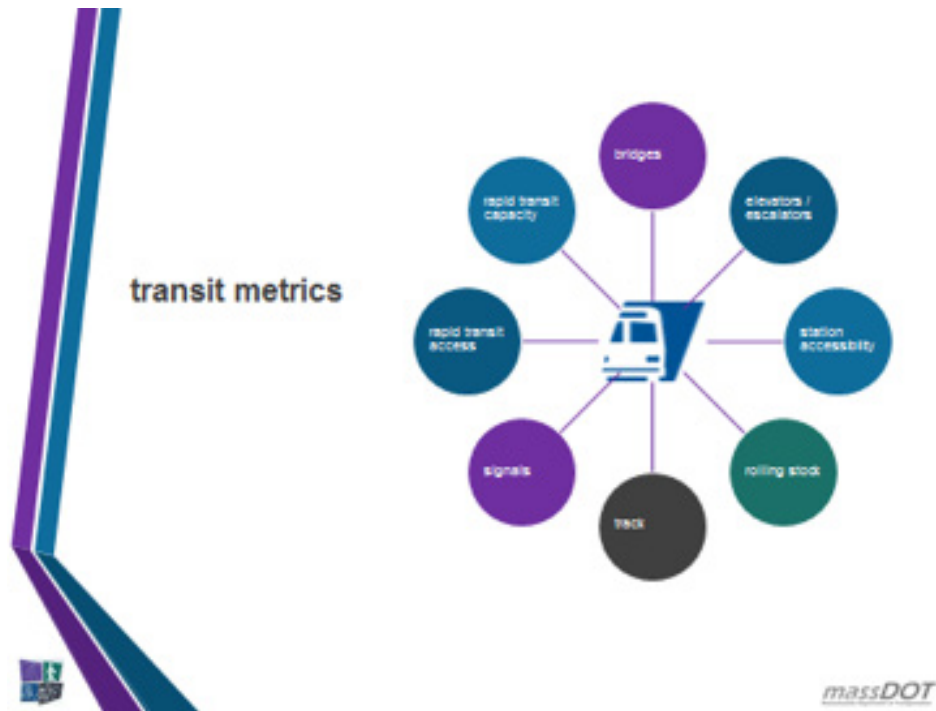 transit metrics
bridges
elevators /
escalators
station
accessibility
rolling stock
track
signals
rapid transit
access
rapid transit
capacity
massDOT